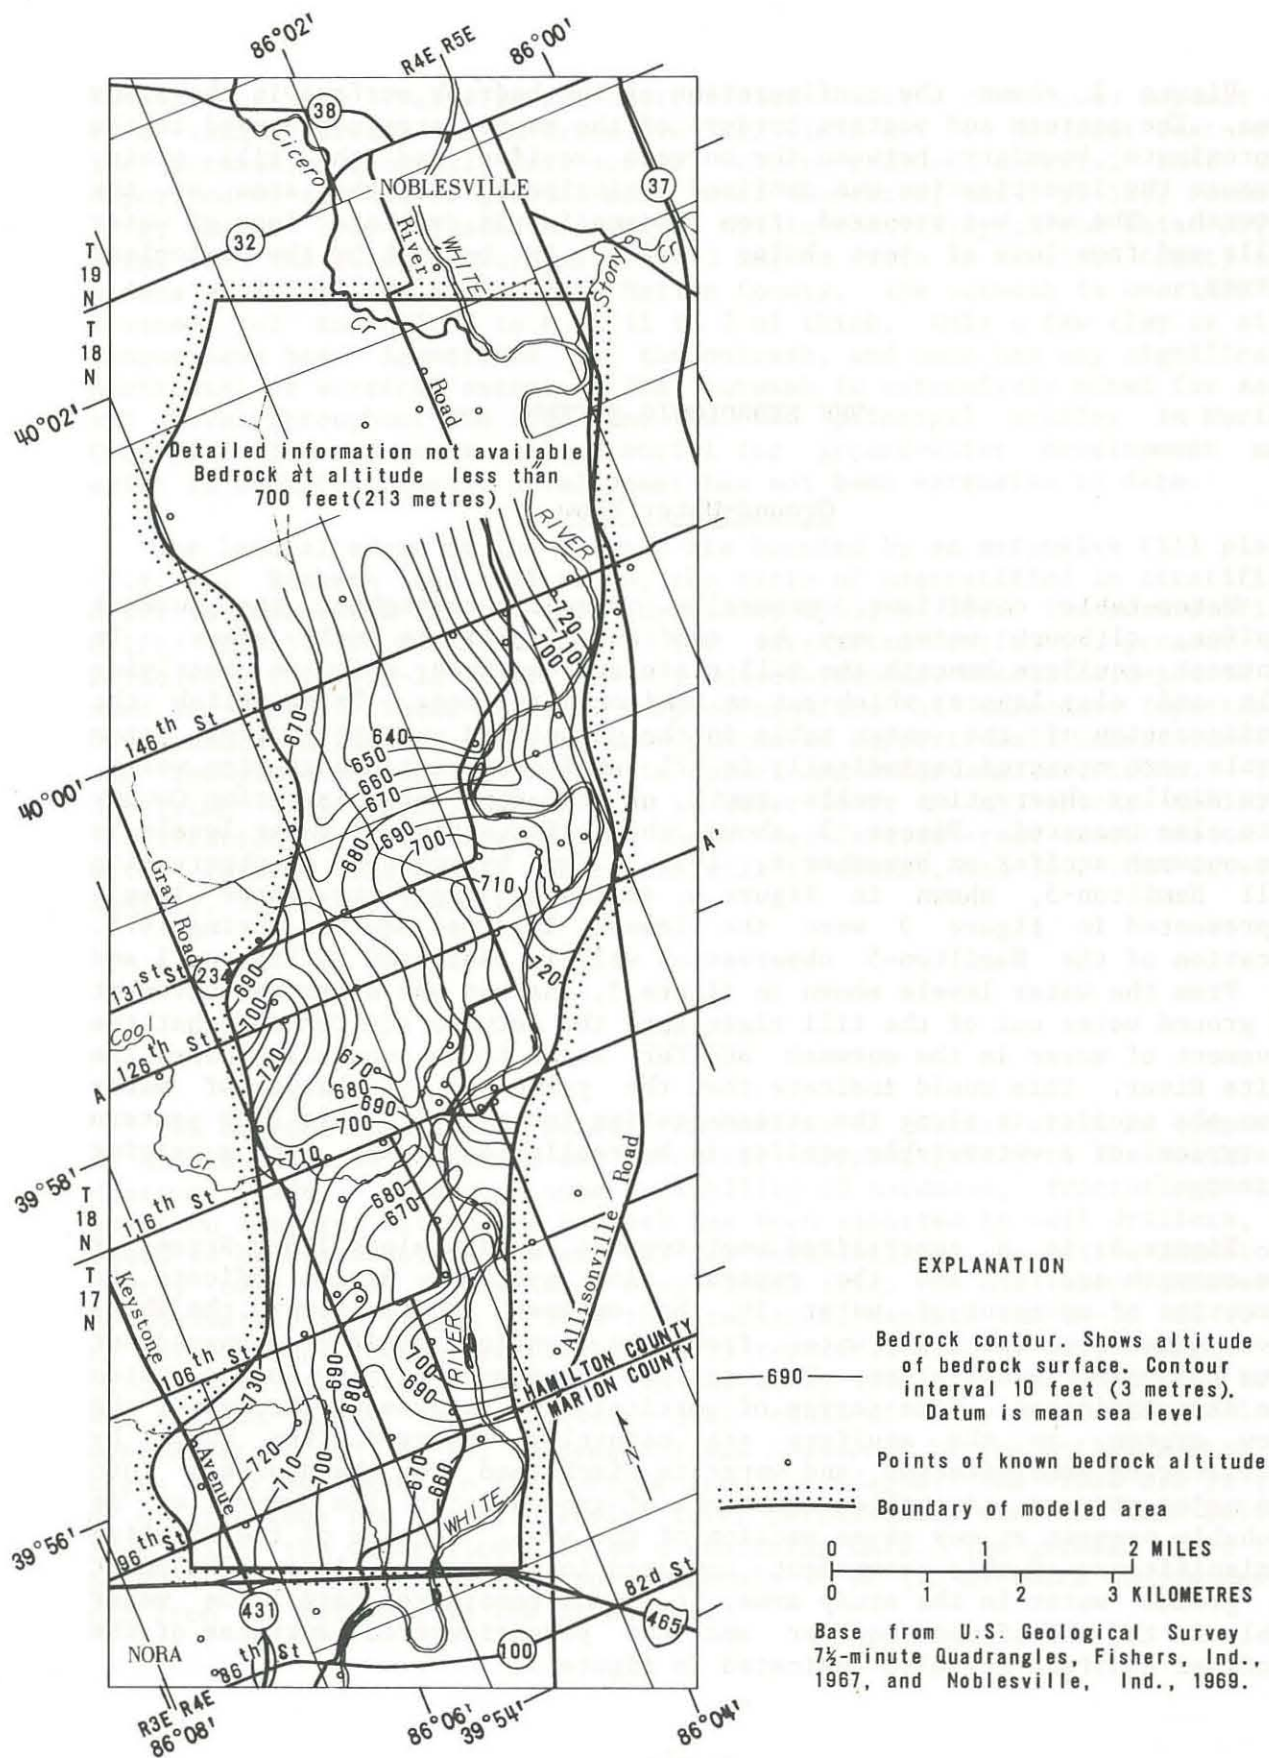 86°02'
R4E R5E
86°00'
38
Cicero
NOBLESVILLE
37
32
River
WHITE
Stony
Cr
T
19
N
T
18
N
Cr
Road
40°02'
Detailed information not available
Bedrock at altitude less than
700 feet(213 metres)
RIVER
720
710
700
146th St
670
640
650
660
670
680
690
700
40°00'
A'
710
Gray Road
131st St
234
690
700
720
720
Cool
126th St
A
670
680
690
700
710
Cr
39°58'
T
18
N
T
17
N
116th St
680
670
Allisonville Road
Keystone
Avenue
106th St
730
690
680
700
690
RIVER
HAMILTON COUNTY
MARION COUNTY
720
710
700
670
660
WHITE
N
39°56'
96th St
82d St
465
431
NORA
86th St
100
R3E R4E
86°08'
86°06'
39°54'
86°04'
EXPLANATION
690
Bedrock contour. Shows altitude
of bedrock surface. Contour
interval 10 feet (3 metres).
Datum is mean sea level
Points of known bedrock altitude
Boundary of modeled area
0 1 2 MILES
0 1 2 3 KILOMETRES
Base from U.S. Geological Survey
7½-minute Quadrangles, Fishers, Ind.,
1967, and Noblesville, Ind., 1969.